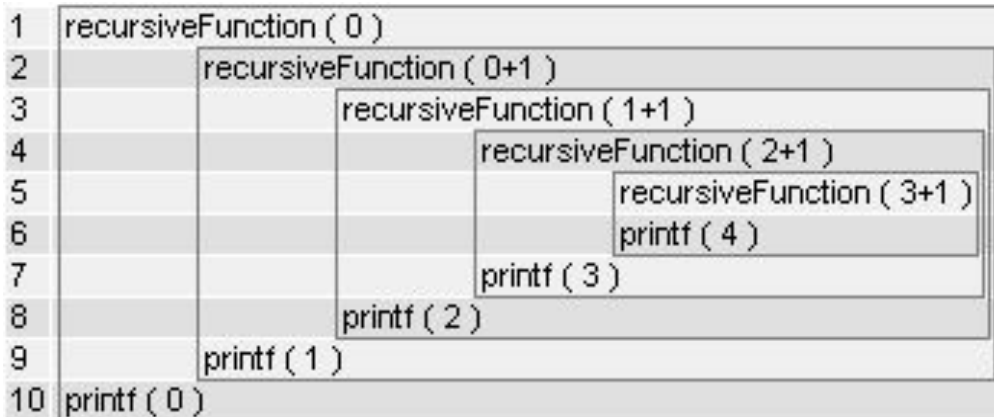 1 recursiveFunction ( 0 )
2 recursiveFunction ( 0+1 )
3 recursiveFunction ( 1+1 )
4 recursiveFunction ( 2+1 )
5 recursiveFunction ( 3+1 )
6 printf ( 4 )
7 printf ( 3 )
8 printf ( 2 )
9 printf ( 1 )
10 printf ( 0 )